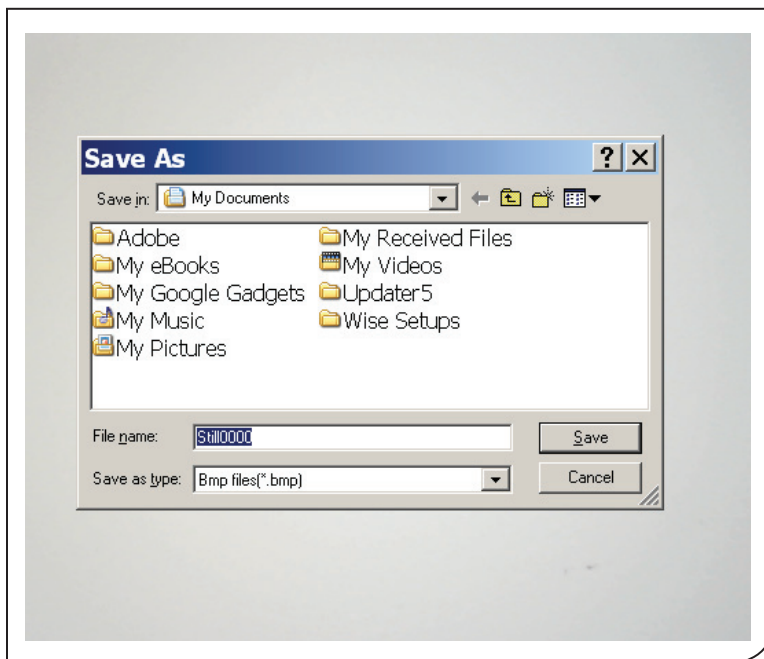 Save As
Save in: My Documents
Adobe
My eBooks
My Google Gadgets
My Music
My Pictures
My Received Files
My Videos
Updater5
Wise Setups
File name: Still0000 Save
Save as type: Bmp files(*.bmp) Cancel